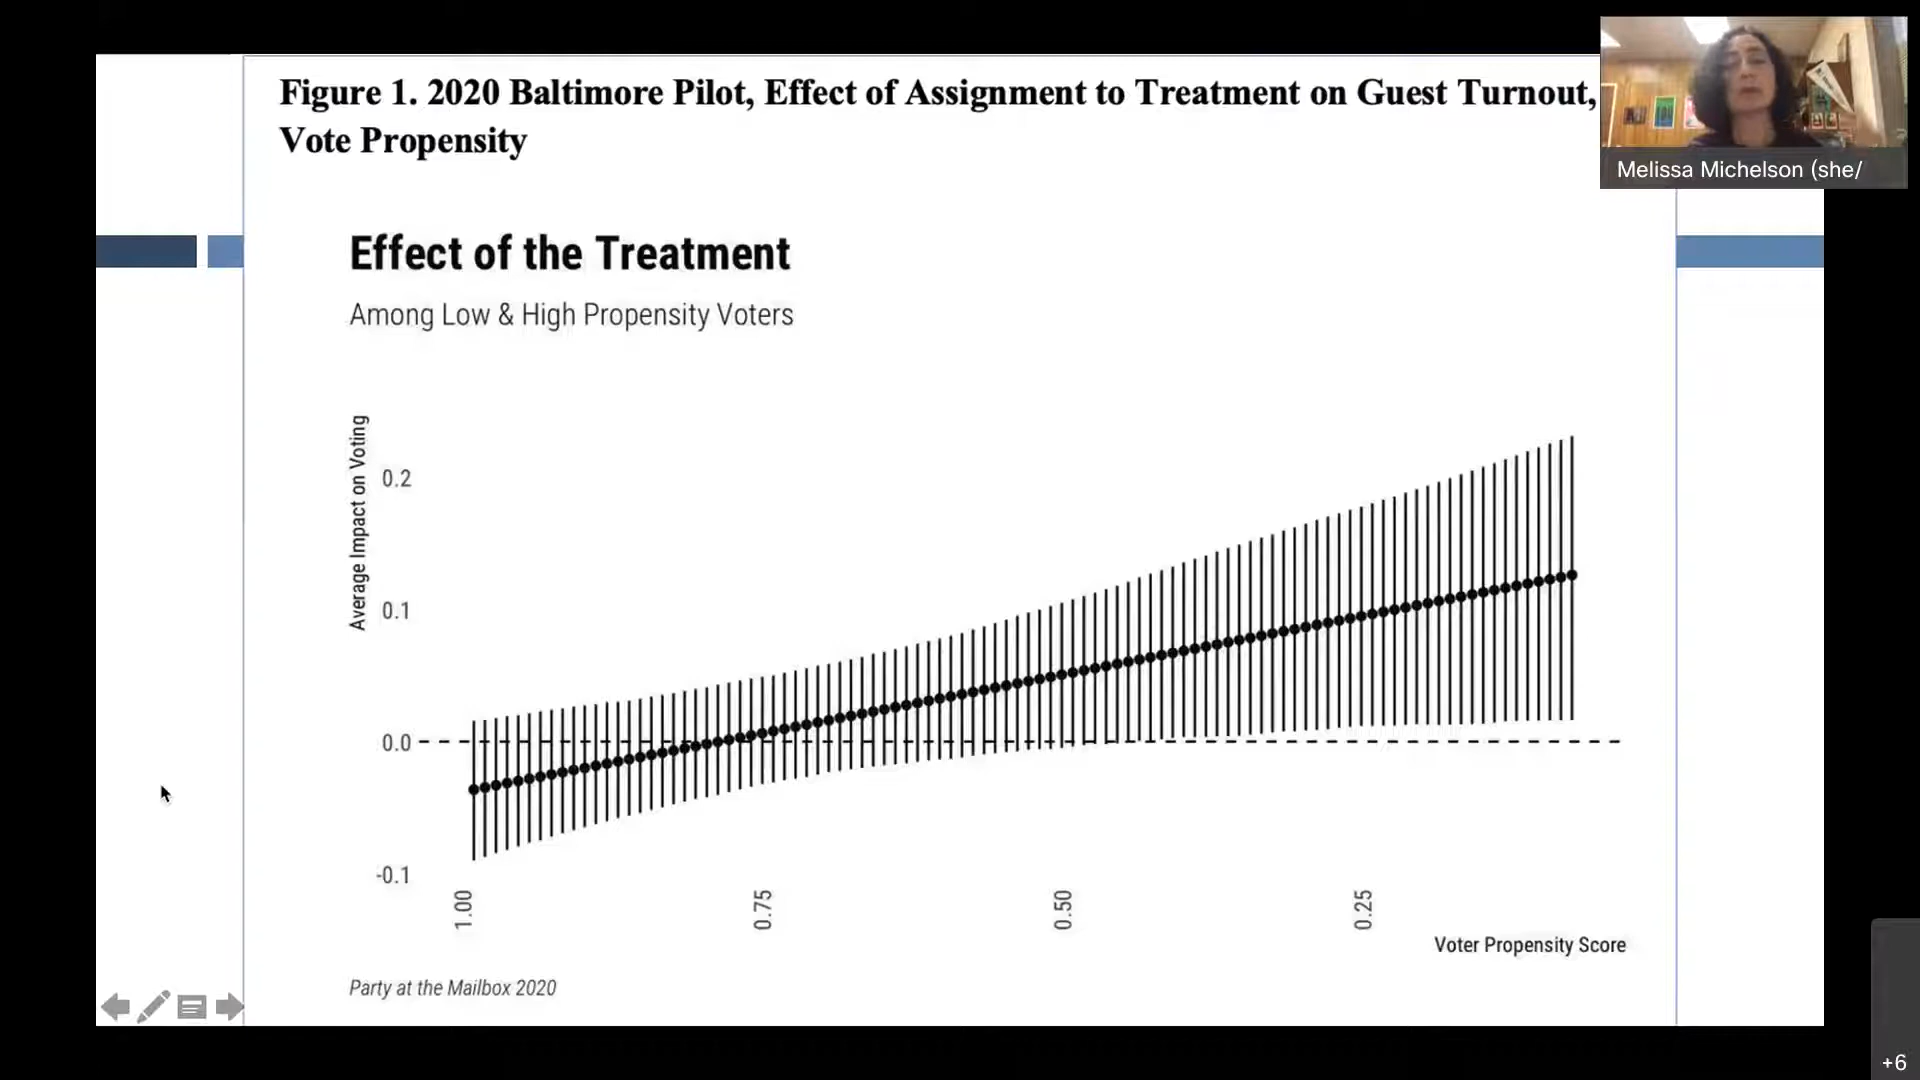 Figure 1. 2020 Baltimore Pilot, Effect of Assignment to Treatment on Guest Turnout,
Vote Propensity
Melissa Michelson (she/
Effect of the Treatment
Among Low & High Propensity Voters
Average Impact on Voting
0.2
0.1
0.0
-0.1
1.00
0.75
0.50
0.25
Voter Propensity Score
Party at the Mailbox 2020
+6